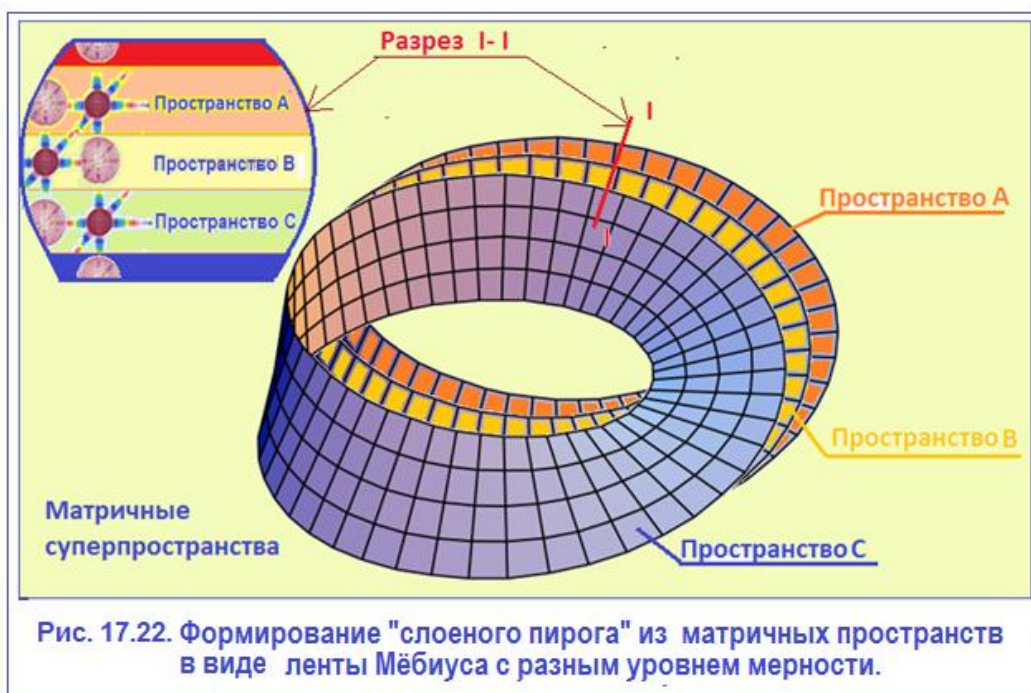 Разрез I- I
Пространство А
Пространство В
Пространство С
I
I
Пространство А
Пространство В
Пространство С
Матричные
суперпространства
Рис. 17.22. Формирование "слоеного пирога" из матричных пространств
в виде ленты Мёбиуса с разным уровнем мерности.